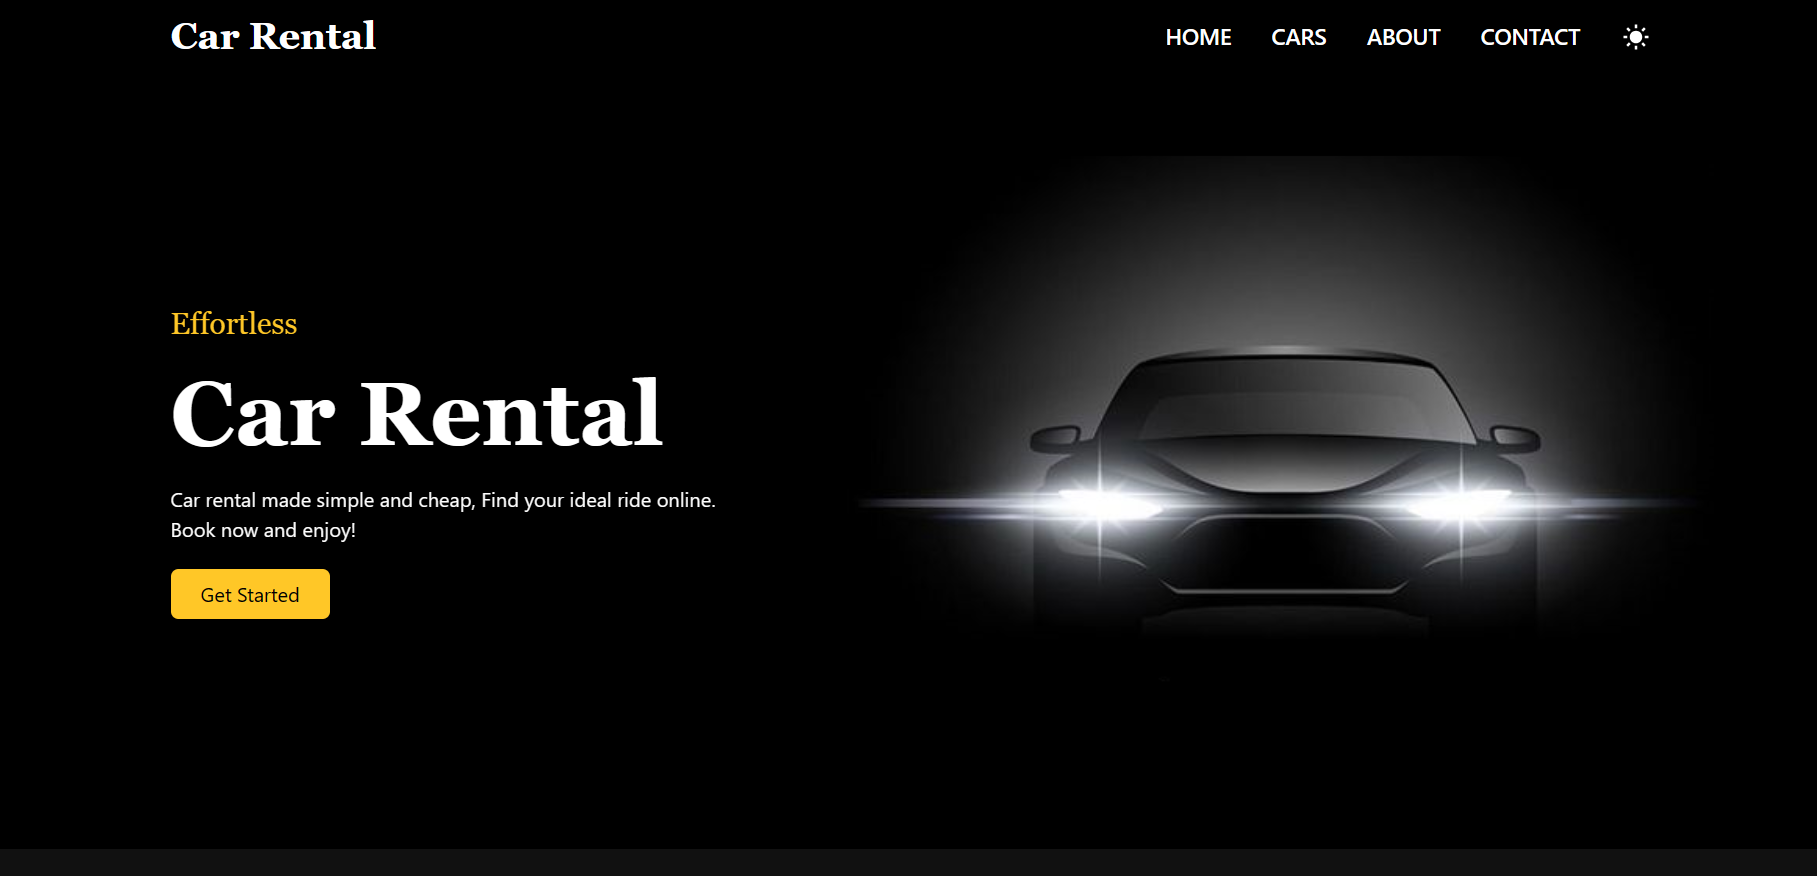 Car Rental
HOME CARS ABOUT CONTACT
Effortless
Car Rental
Car rental made simple and cheap, Find your ideal ride online.
Book now and enjoy!
Get Started